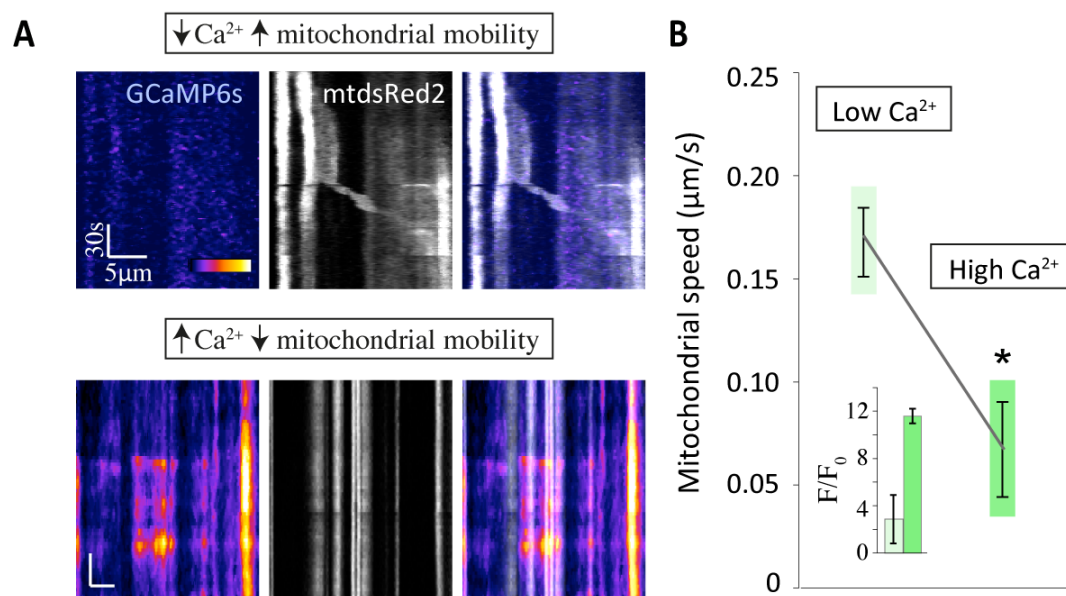 A
↓Ca²⁺ ↑ mitochondrial mobility
GCaMP6s
mtdsRed2
30s
5µm
↑Ca²⁺ ↓ mitochondrial mobility
B
Mitochondrial speed (µm/s)
0.25
0.20
0.15
0.10
0.05
0
Low Ca²⁺
High Ca²⁺
*
F/F₀
12
8
4
0